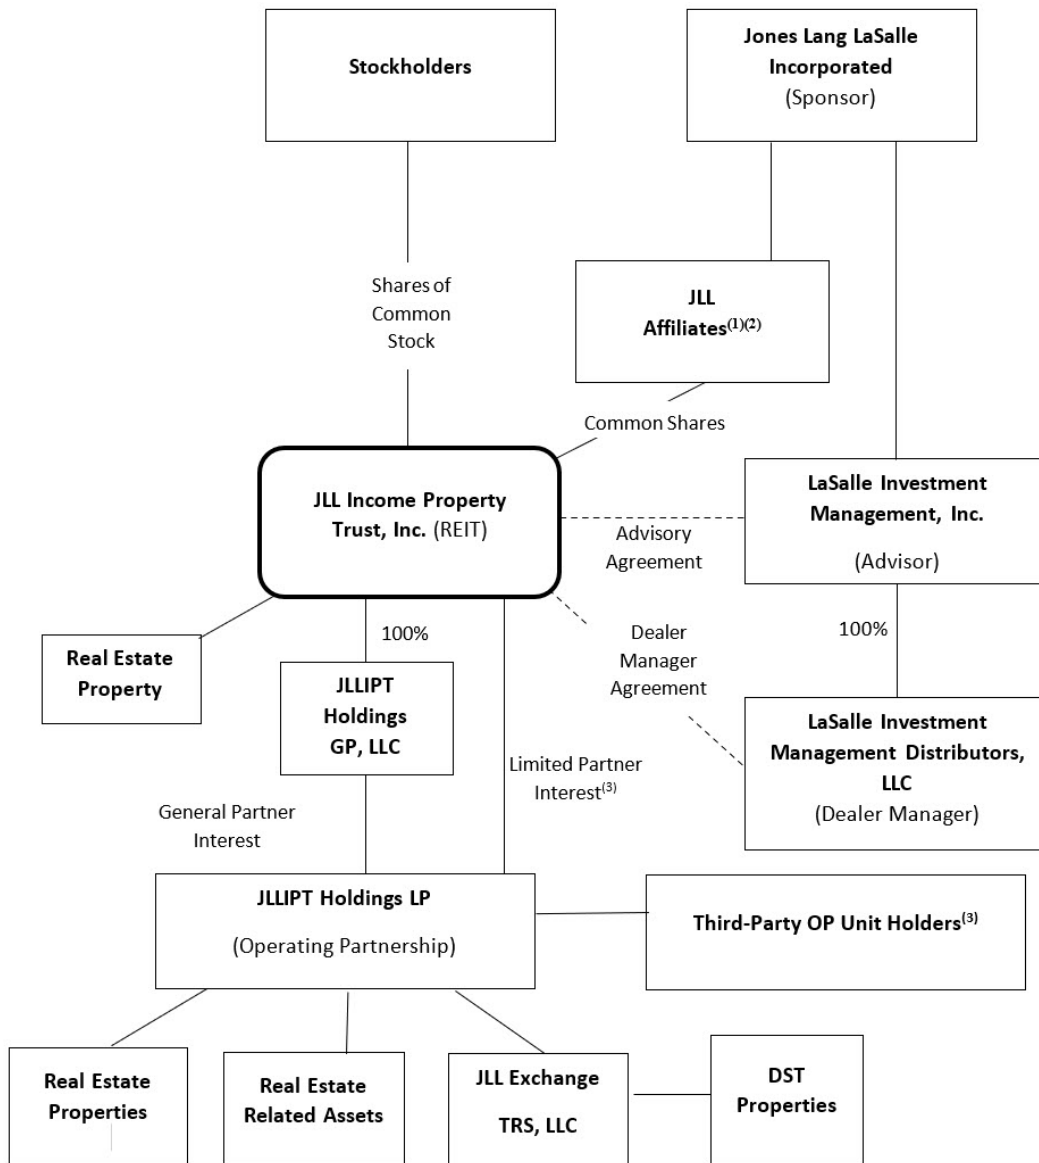 Stockholders
Jones Lang LaSalle
Incorporated
(Sponsor)
Shares of
Common
Stock
JLL
Affiliates(1)(2)
Common Shares
JLL Income Property
Trust, Inc. (REIT)
Advisory
Agreement
LaSalle Investment
Management, Inc.
(Advisor)
100%
Dealer
Manager
Agreement
100%
Real Estate
Property
JLLIPT
Holdings
GP, LLC
LaSalle Investment
Management Distributors,
LLC
(Dealer Manager)
Limited Partner
Interest(3)
General Partner
Interest
JLLIPT Holdings LP
(Operating Partnership)
Third-Party OP Unit Holders(3)
Real Estate
Properties
Real Estate
Related Assets
JLL Exchange
TRS, LLC
DST
Properties